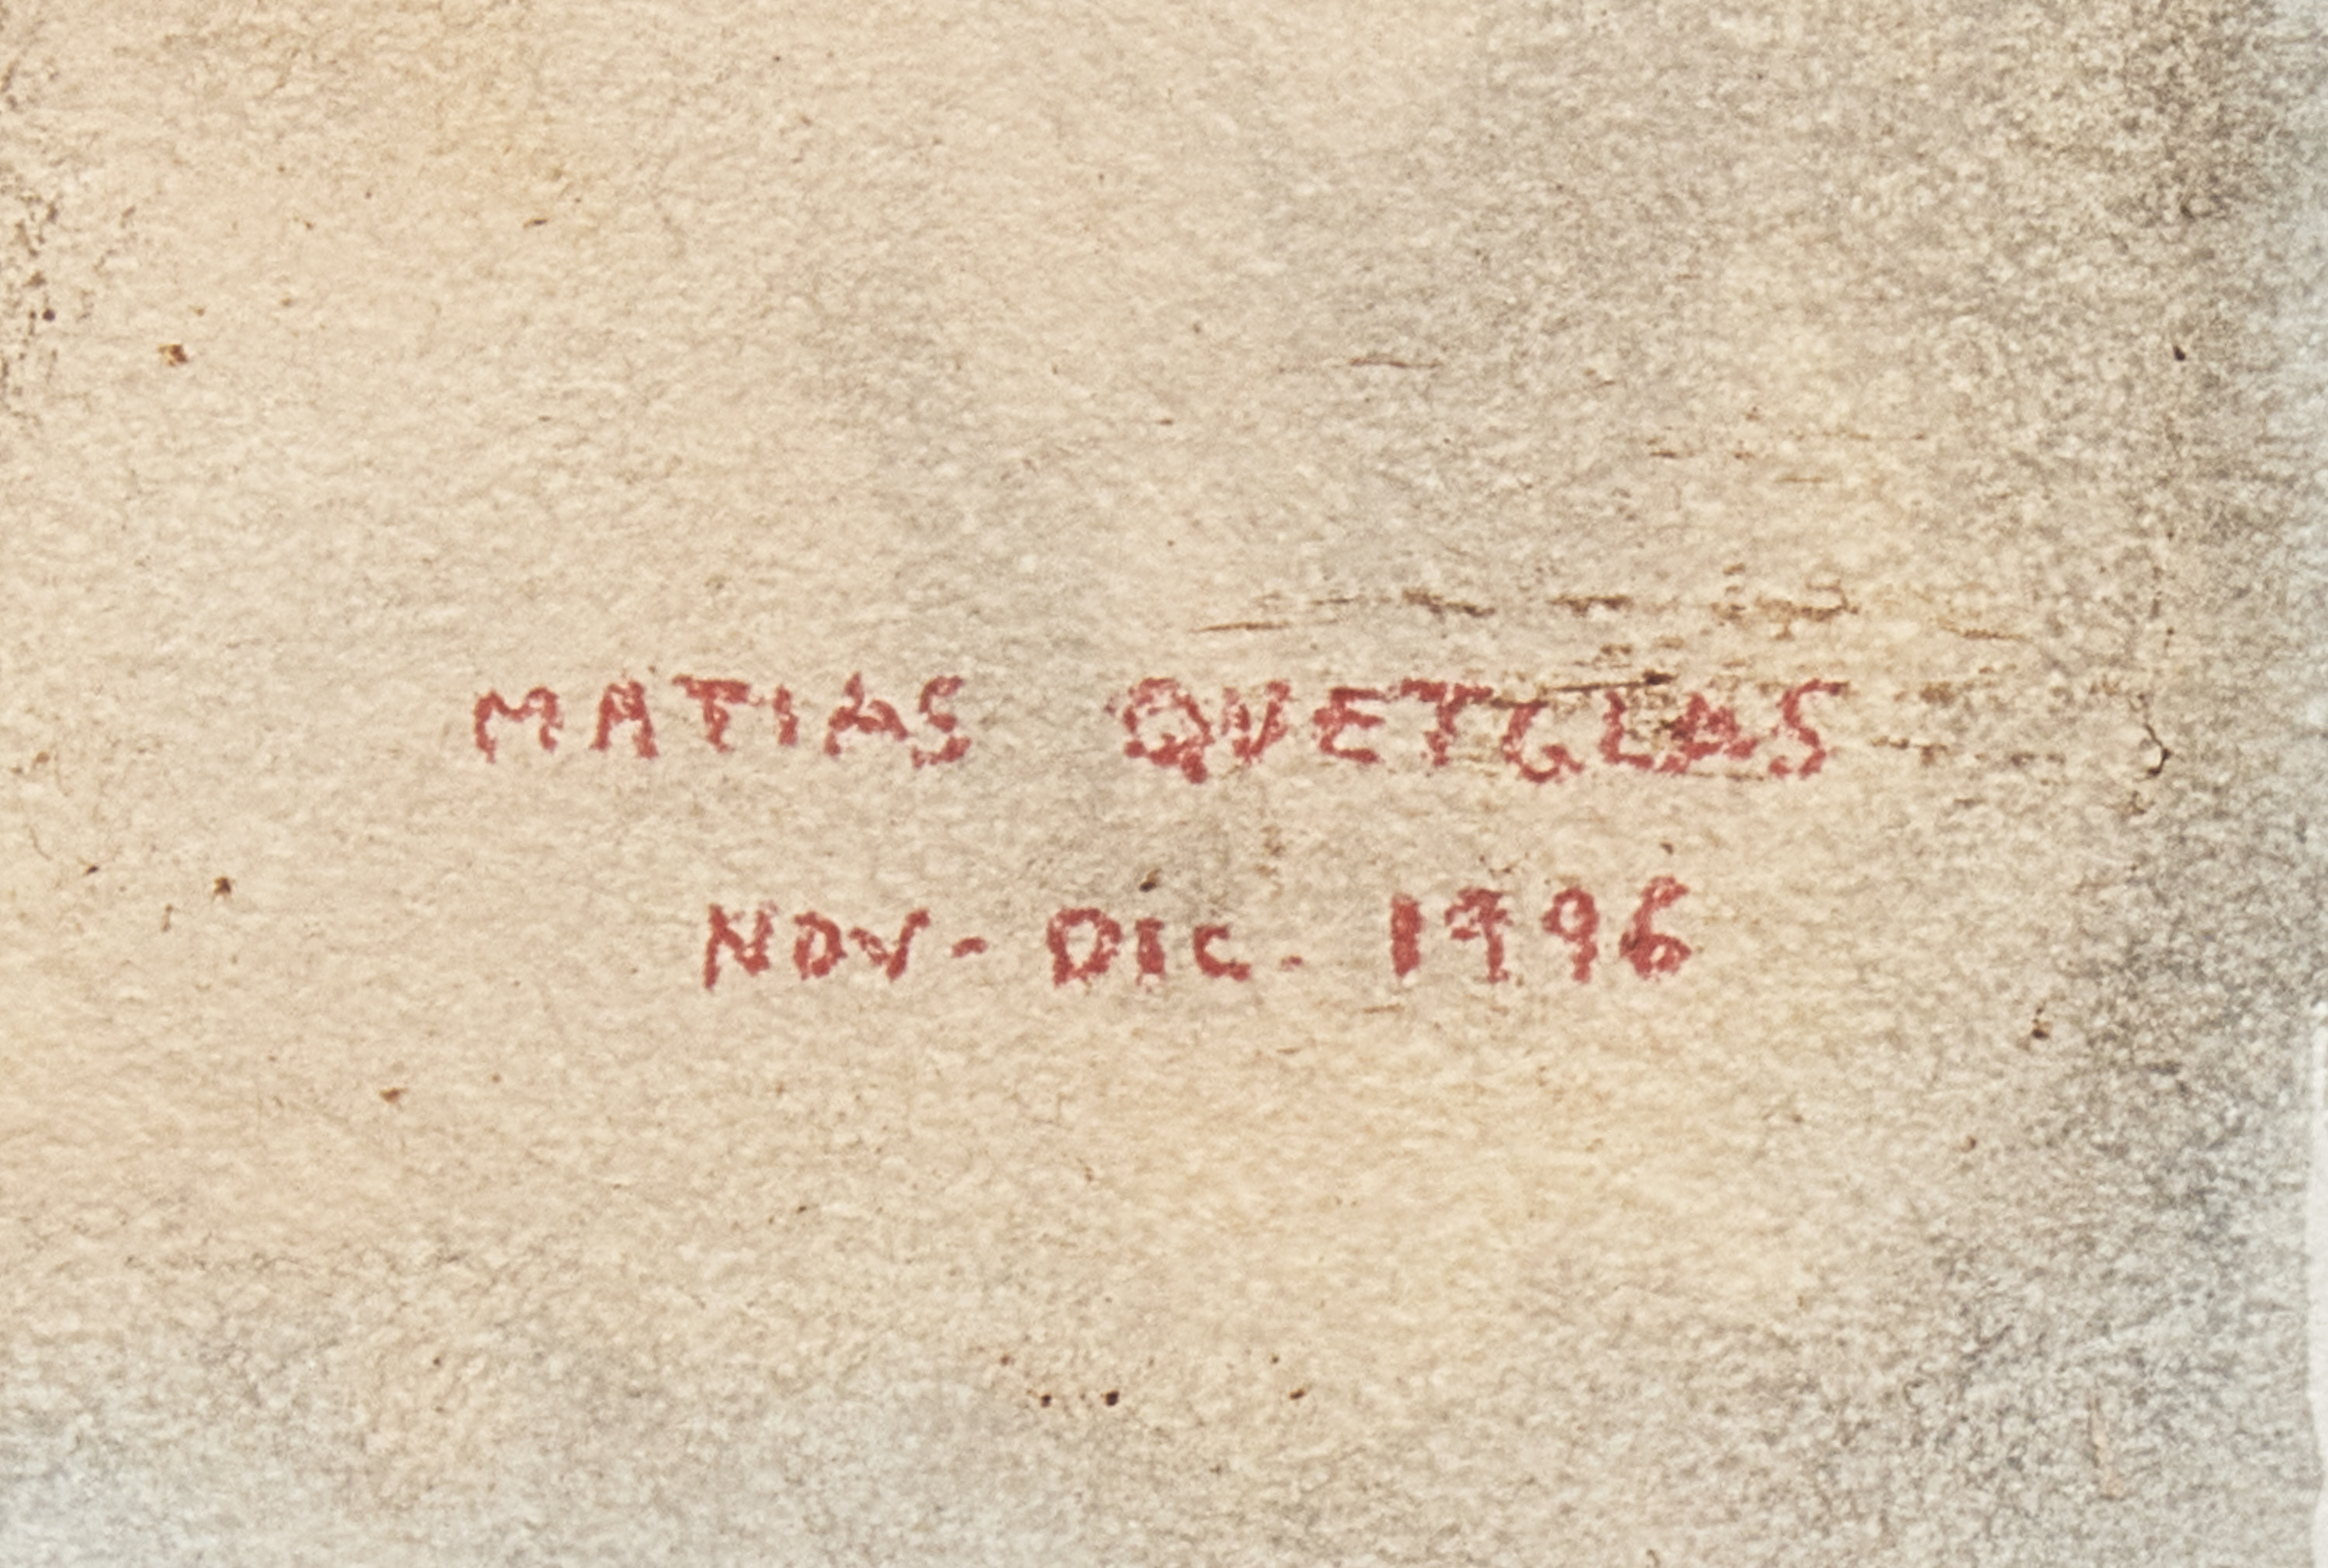 MATIAS QUETGLAS
NOV- DIC. 1996